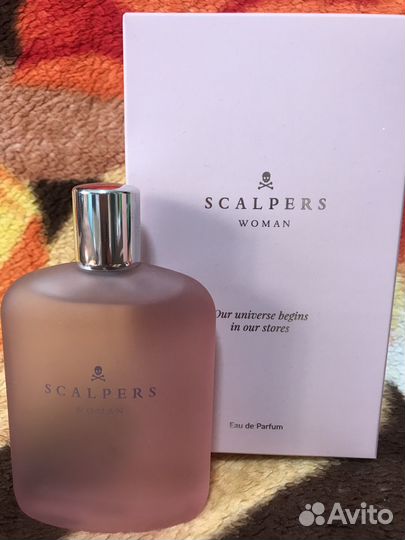 SCALPERS
WOMAN
Our universe begins
in our stores
Eau de Parfum
SCALPERS
WOMAN
Avito